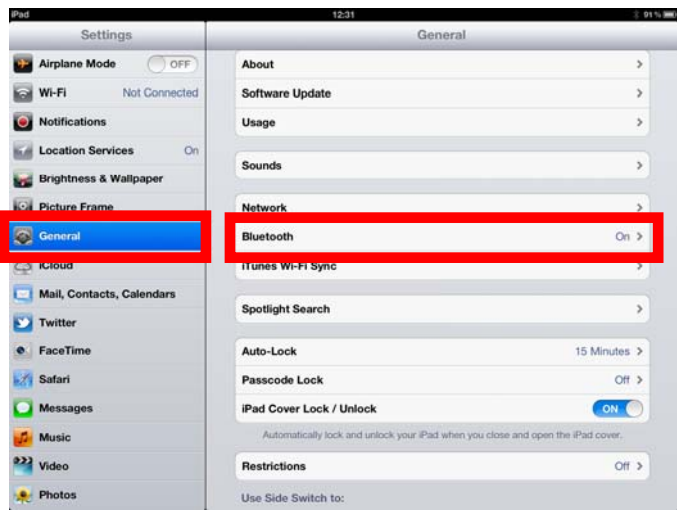 iPad 12:31 91 %
Settings
Airplane Mode OFF
Wi-Fi Not Connected
Notifications
Location Services On
Brightness & Wallpaper
Picture Frame
General
iCloud
Mail, Contacts, Calendars
Twitter
FaceTime
Safari
Messages
Music
Video
Photos
General
About
Software Update
Usage
Sounds
Network
Bluetooth On
iTunes Wi-Fi Sync
Spotlight Search
Auto-Lock 15 Minutes
Passcode Lock Off
iPad Cover Lock / Unlock ON
Automatically lock and unlock your iPad when you close and open the iPad cover.
Restrictions Off
Use Side Switch to: